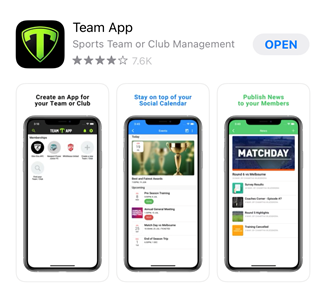 Team App
Sports Team or Club Management
OPEN
7.6K
Create an App for
your Team or Club
Stay on top of your
Social Calendar
Publish News
to your Members
TEAM APP
Memberships
Events
Today
Best and Fairest Awards
Upcoming
Pre-Season Training
Annual General Meeting
Match Day vs Melbourne
End of Season Trip
News
MATCHDAY
Round 6 vs Melbourne
Survey Results
Coaches Corner - Episode 47
Round 5 Highlights
Training Cancelled